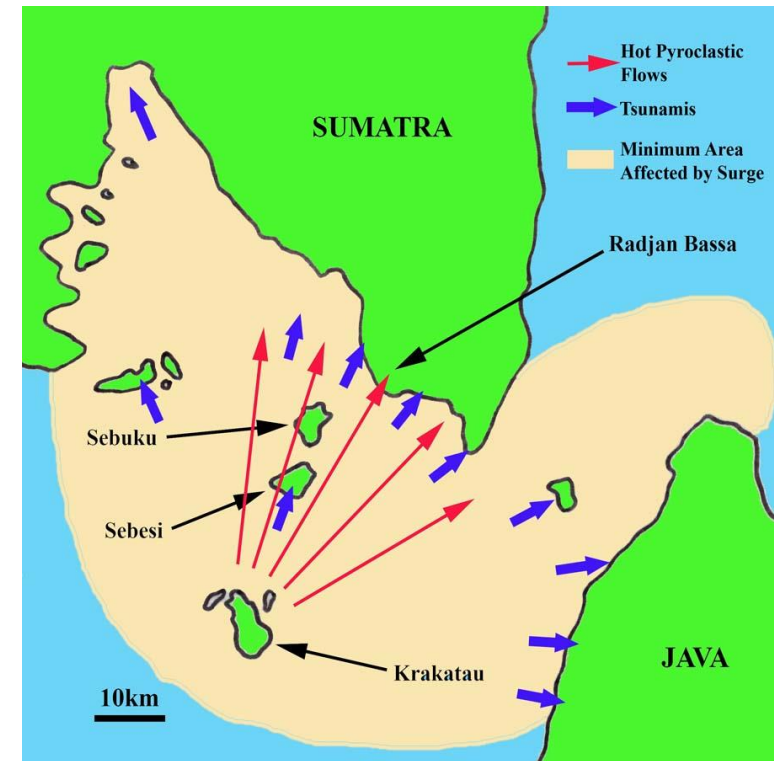 Hot Pyroclastic
Flows
Tsunamis
Minimum Area
Affected by Surge
SUMATRA
Radjan Bassa
Sebuku
Sebesi
Krakatau
JAVA
10km